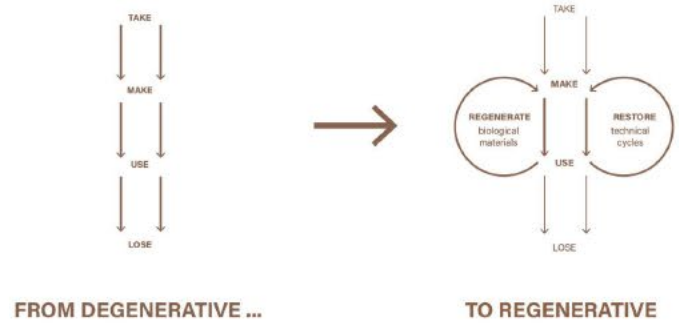 TAKE
MAKE
USE
LOSE
TAKE
MAKE
REGENERATE
biological
materials
RESTORE
technical
cycles
USE
LOSE
FROM DEGENERATIVE ...
TO REGENERATIVE